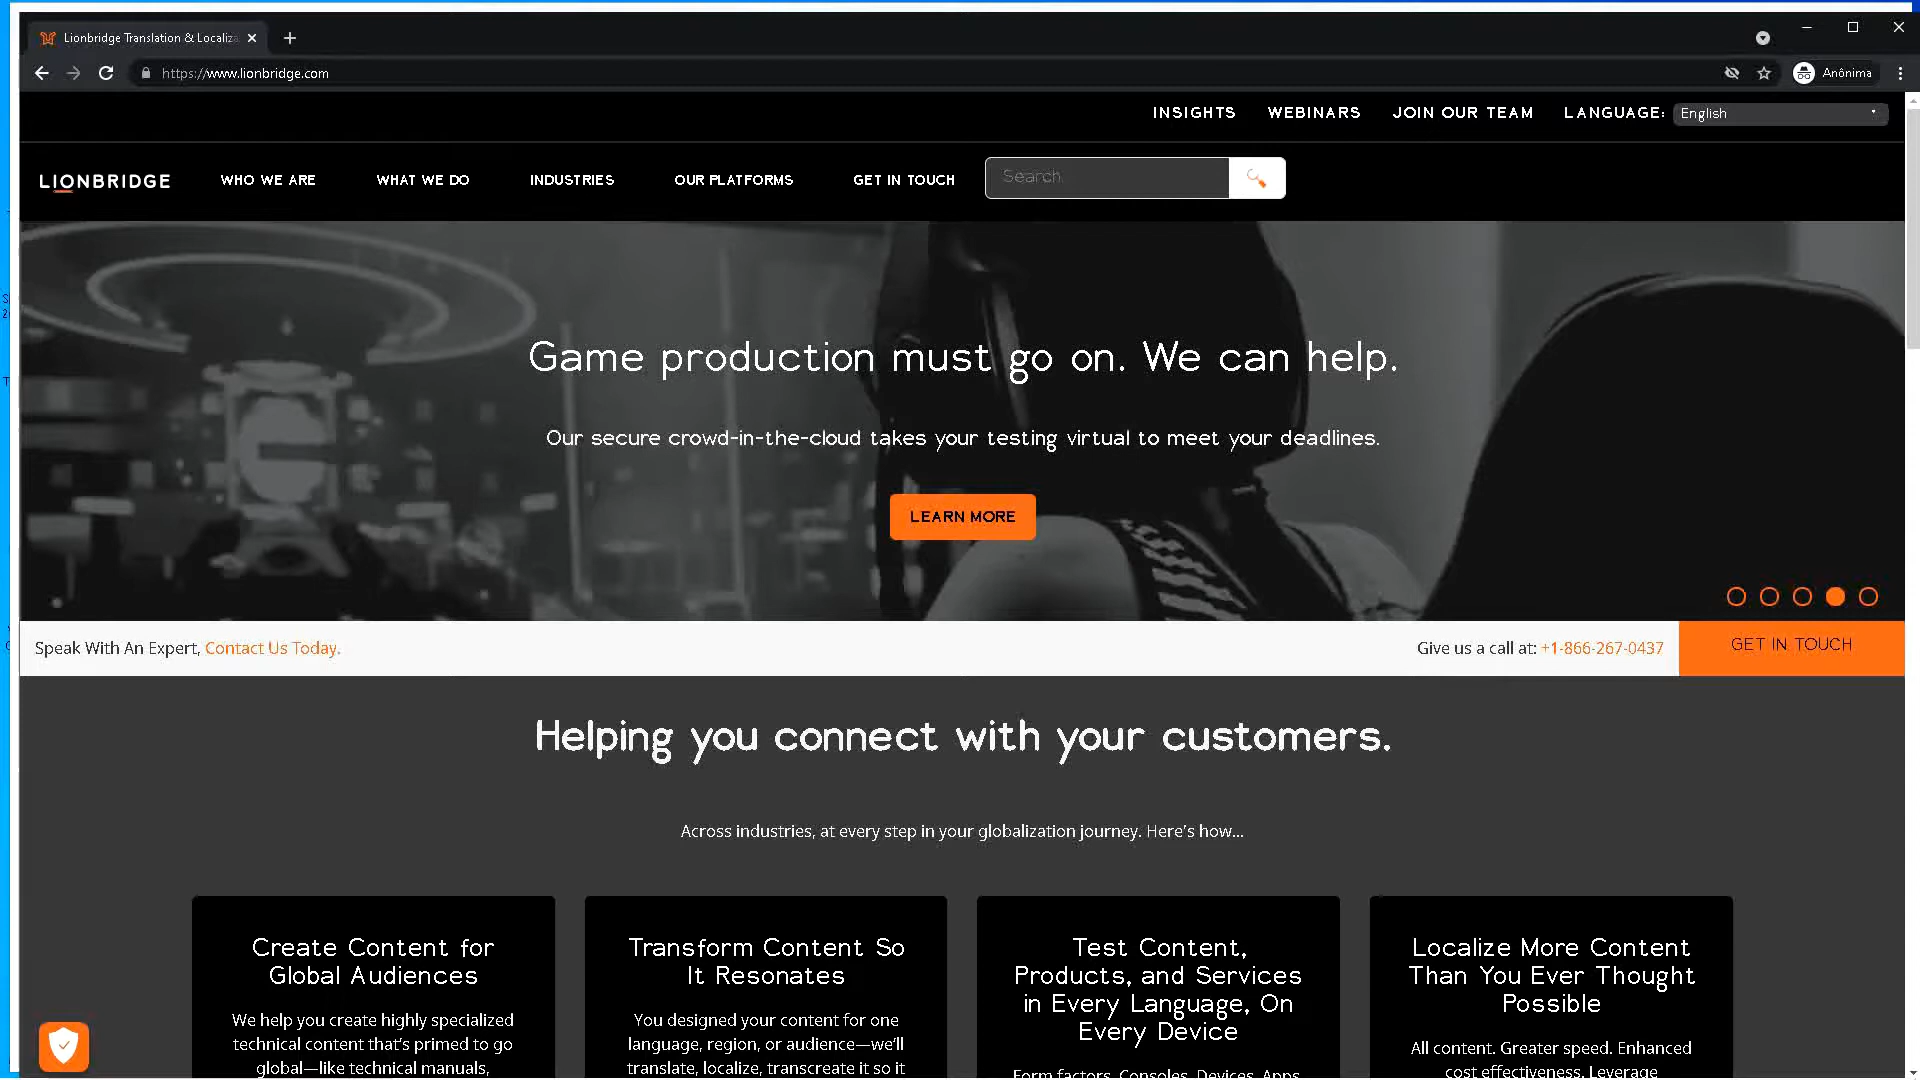 Lionbridge Translation & Localiza
https://www.lionbridge.com
Anônima
INSIGHTS WEBINARS JOIN OUR TEAM LANGUAGE: English
LIONBRIDGE WHO WE ARE WHAT WE DO INDUSTRIES OUR PLATFORMS GET IN TOUCH Search
Game production must go on. We can help.
Our secure crowd-in-the-cloud takes your testing virtual to meet your deadlines.
LEARN MORE
Speak With An Expert, Contact Us Today.
Give us a call at: +1-866-267-0437
GET IN TOUCH
Helping you connect with your customers.
Across industries, at every step in your globalization journey. Here's how...
Create Content for
Global Audiences
We help you create highly specialized
technical content that's primed to go
global—like technical manuals,
Transform Content So
It Resonates
You designed your content for one
language, region, or audience—we'll
translate, localize, transcreate it so it
Test Content,
Products, and Services
in Every Language, On
Every Device
Form factors. Consoles. Devices. Apps.
Localize More Content
Than You Ever Thought
Possible
All content. Greater speed. Enhanced
cost effectiveness. Leverage